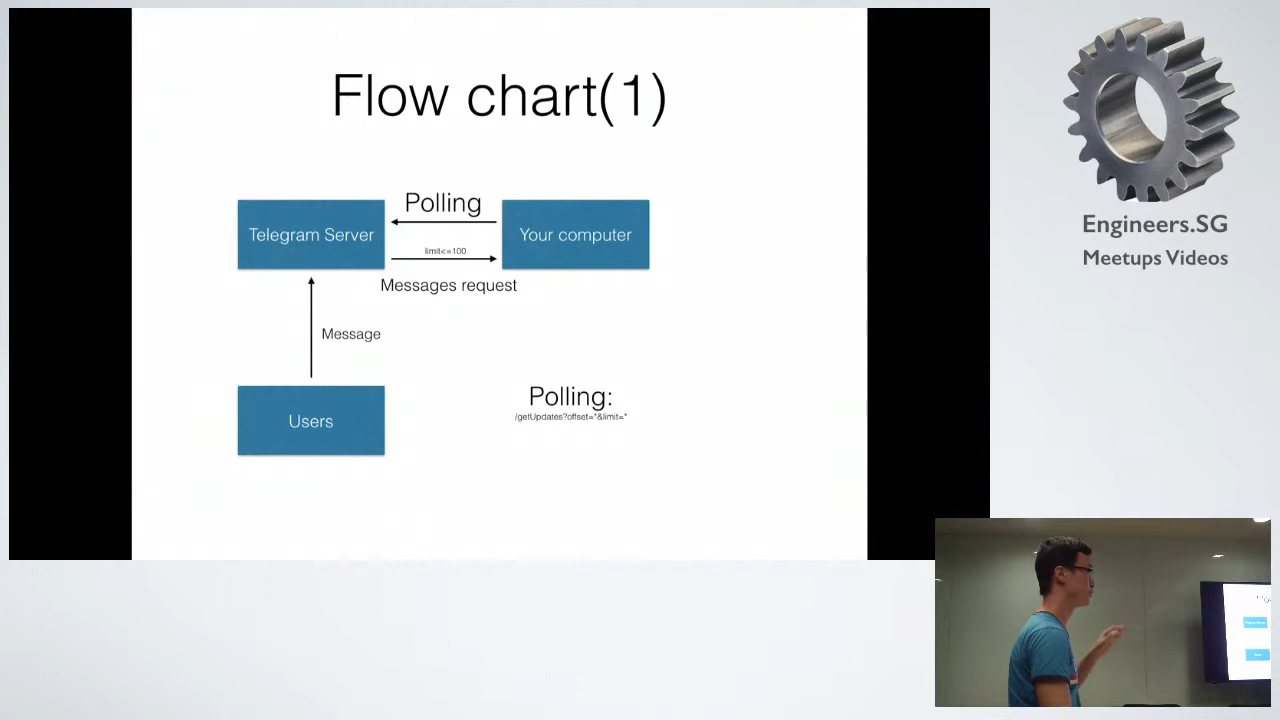 Flow chart(1)
Polling
Telegram Server
Your computer
limit<=100
Messages request
Message
Polling:
/getUpdates?offset=*&limit=*
Users
Engineers.SG
Meetups Videos